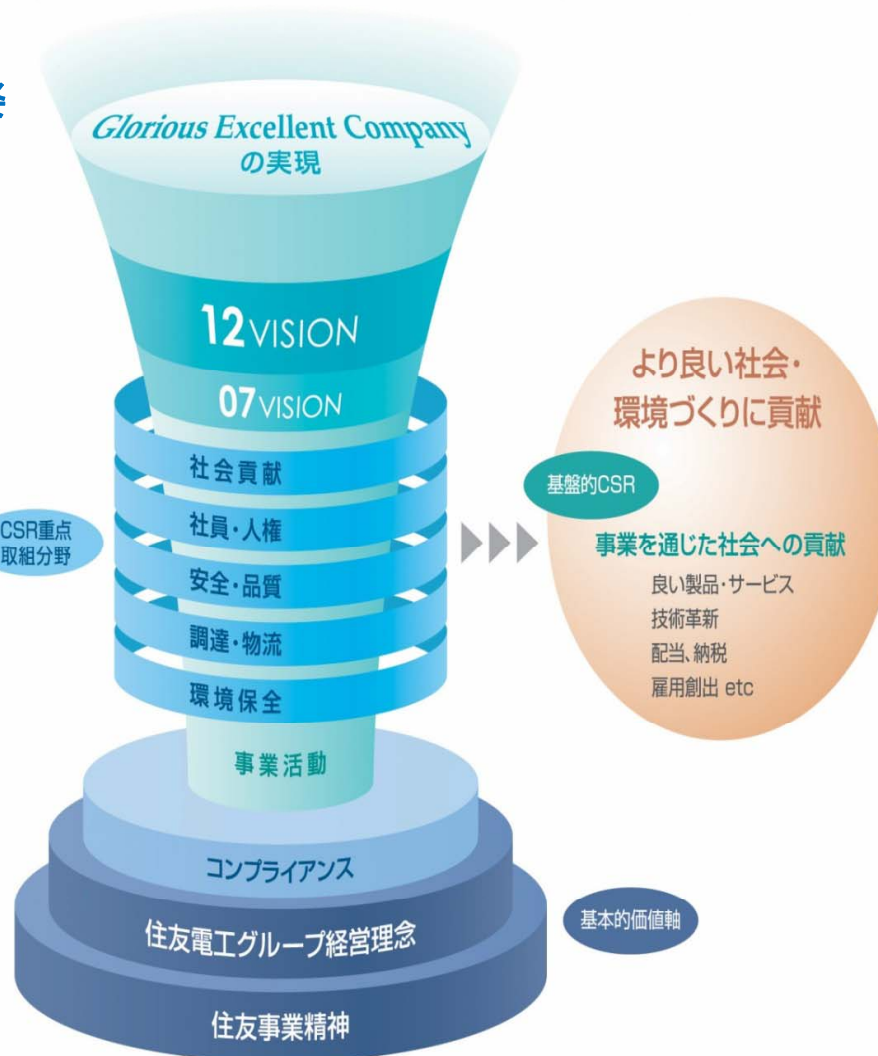 Glorious Excellent Company
の実現
12 VISION
07 VISION
社会貢献
社員・人権
安全・品質
調達・物流
環境保全
事業活動
コンプライアンス
住友電工グループ経営理念
住友事業精神
CSR重点
取組分野
より良い社会・
環境づくりに貢献
基盤的CSR
事業を通じた社会への貢献
良い製品・サービス
技術革新
配当、納税
雇用創出 etc
基本的価値軸